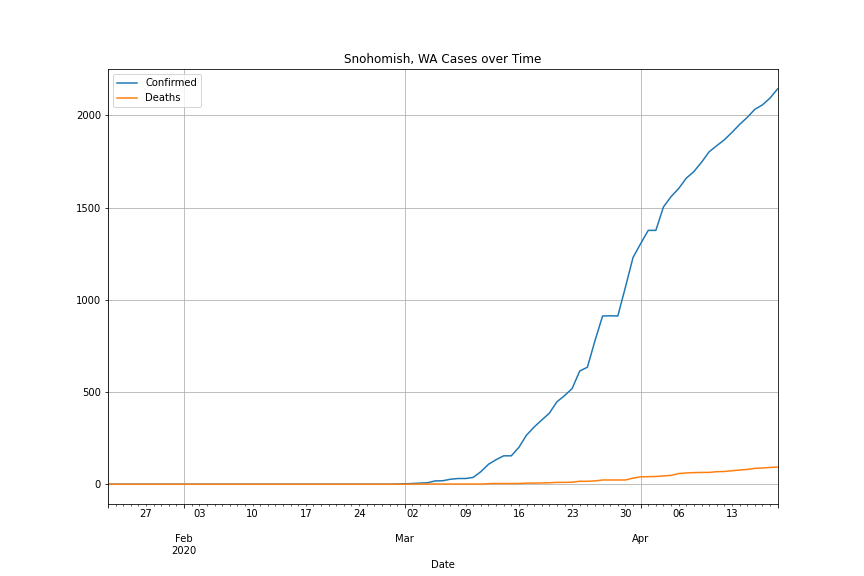 Snohomish, WA Cases over Time
Confirmed
Deaths
2000
1500
1000
500
0
27 03 10 17 24 02 09 16 23 30 06 13
Feb Mar Apr
2020
Date